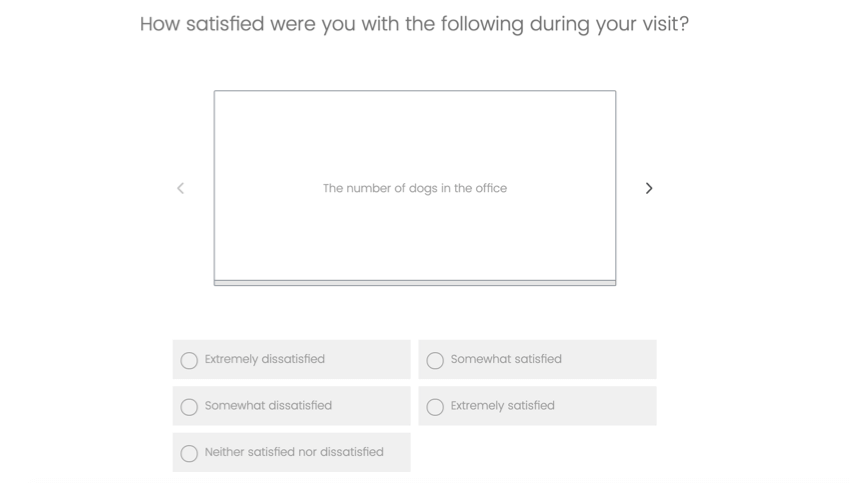 How satisfied were you with the following during your visit?
The number of dogs in the office
Extremely dissatisfied
Somewhat satisfied
Somewhat dissatisfied
Extremely satisfied
Neither satisfied nor dissatisfied